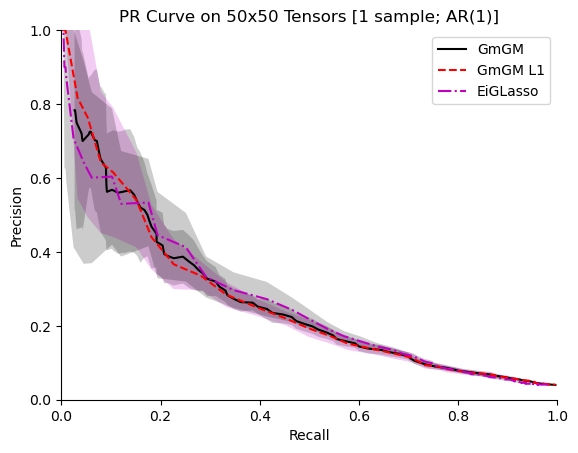 PR Curve on 50x50 Tensors [1 sample; AR(1)]
GmGM
GmGM L1
EiGLasso
Precision
1.0
0.8
0.6
0.4
0.2
0.0
0.0 0.2 0.4 0.6 0.8 1.0
Recall